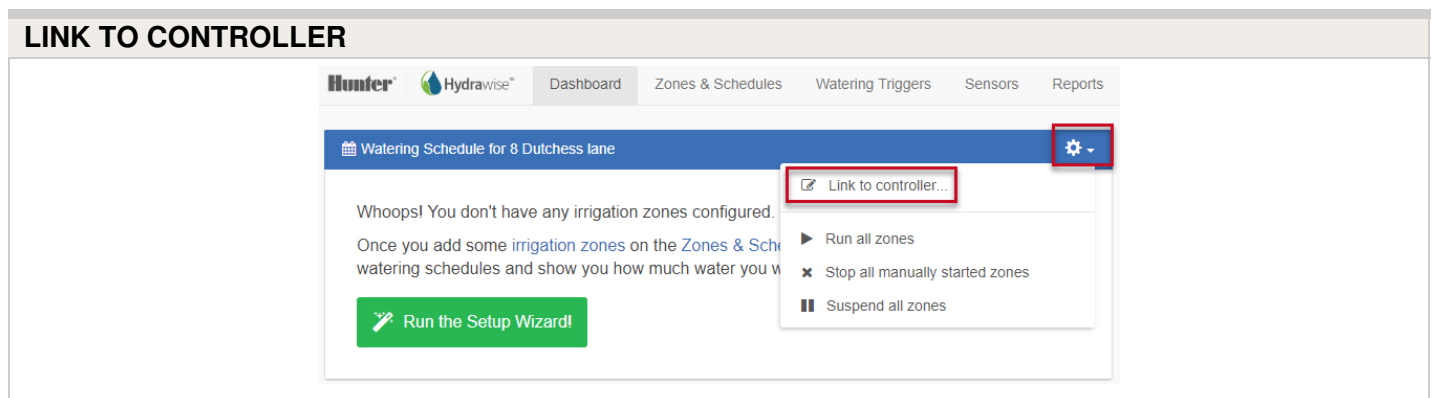 LINK TO CONTROLLER
Hunter® Hydrawise™ Dashboard Zones & Schedules Watering Triggers Sensors Reports
Watering Schedule for 8 Dutchess lane
Link to controller...
Whoops! You don't have any irrigation zones configured.
Once you add some irrigation zones on the Zones & Sche
watering schedules and show you how much water you w
Run all zones
Stop all manually started zones
Suspend all zones
Run the Setup Wizard!